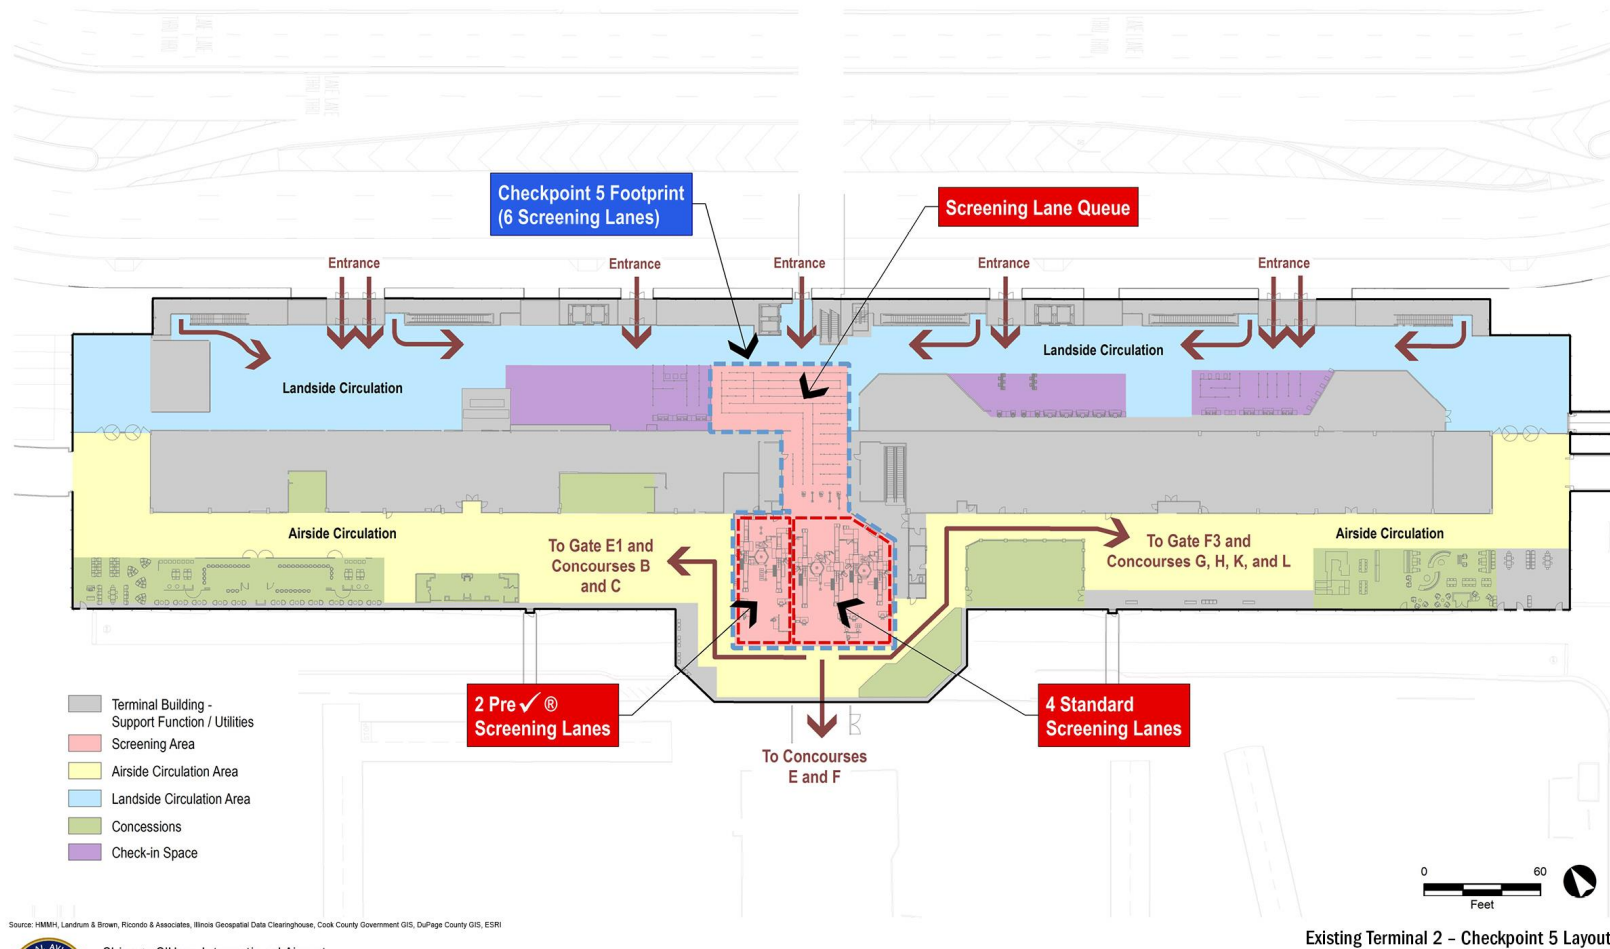 Checkpoint 5 Footprint
(6 Screening Lanes)
Screening Lane Queue
Entrance
Entrance
Entrance
Entrance
Entrance
Landside Circulation
Landside Circulation
Airside Circulation
Airside Circulation
To Gate E1 and
Concourses B
and C
To Gate F3 and
Concourses G, H, K, and L
2 Pre✓®
Screening Lanes
4 Standard
Screening Lanes
To Concourses
E and F
Terminal Building -
Support Function / Utilities
Screening Area
Airside Circulation Area
Landside Circulation Area
Concessions
Check-in Space
0 60
Feet
Source: HMMH, Landrum & Brown, Ricondo & Associates, Illinois Geospatial Data Clearinghouse, Cook County Government GIS, DuPage County GIS, ESRI
Existing Terminal 2 – Checkpoint 5 Layout